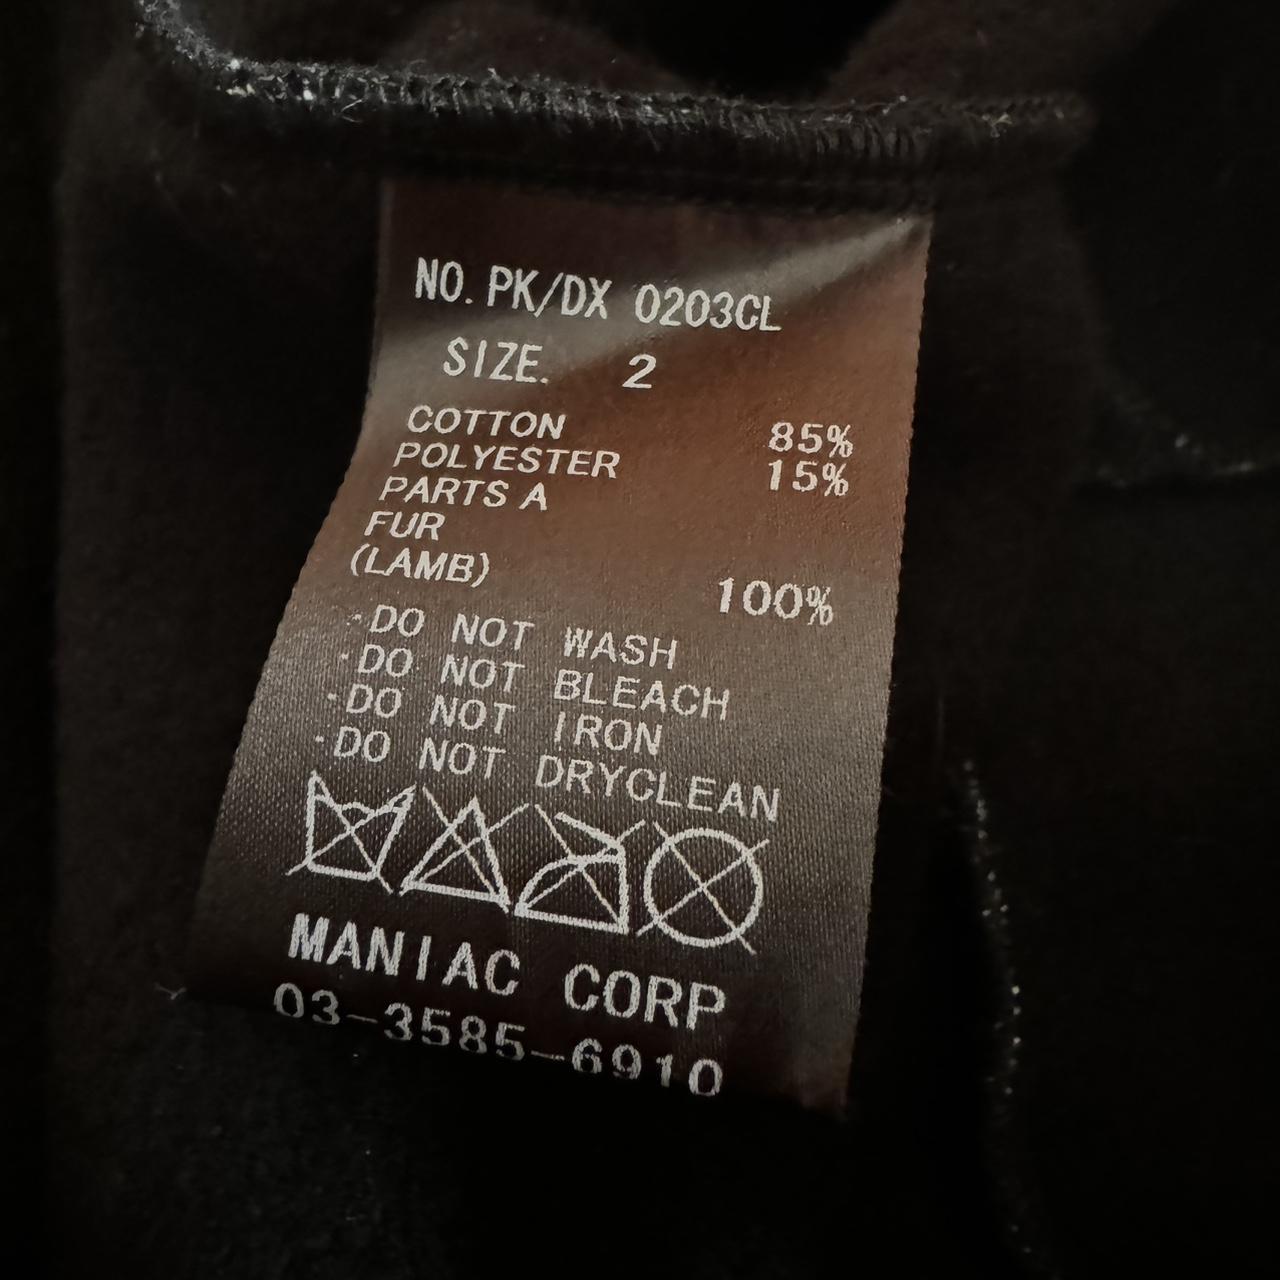 NO. PK/DX 0203CL
SIZE. 2
COTTON 85%
POLYESTER 15%
PARTS A
FUR
(LAMB) 100%
-DO NOT WASH
-DO NOT BLEACH
-DO NOT IRON
-DO NOT DRYCLEAN
MANIAC CORP
03-3585-6910